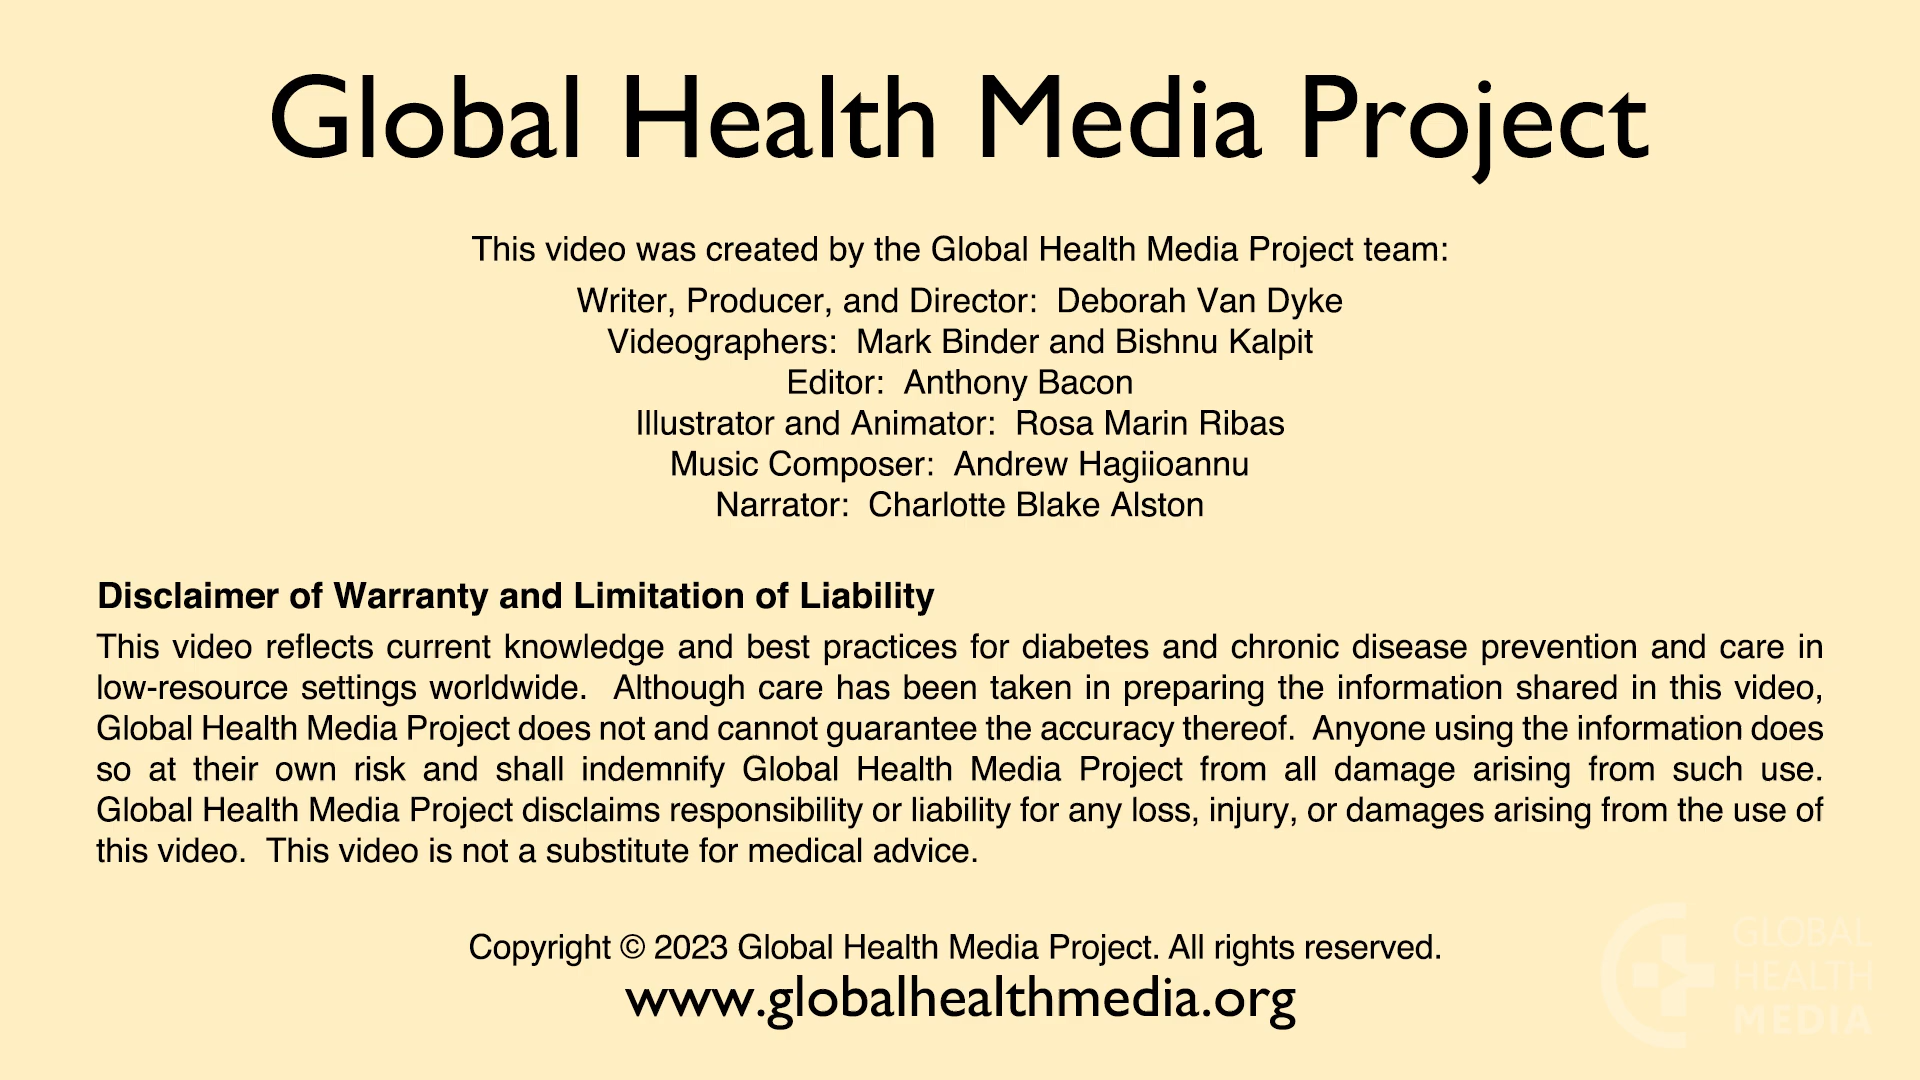 Global Health Media Project
This video was created by the Global Health Media Project team:
Writer, Producer, and Director:  Deborah Van Dyke
Videographers:  Mark Binder and Bishnu Kalpit
Editor:  Anthony Bacon
Illustrator and Animator:  Rosa Marin Ribas
Music Composer:  Andrew Hagiioannu
Narrator:  Charlotte Blake Alston
Disclaimer of Warranty and Limitation of Liability
This video reflects current knowledge and best practices for diabetes and chronic disease prevention and care in
low-resource settings worldwide.  Although care has been taken in preparing the information shared in this video,
Global Health Media Project does not and cannot guarantee the accuracy thereof.  Anyone using the information does
so at their own risk and shall indemnify Global Health Media Project from all damage arising from such use.
Global Health Media Project disclaims responsibility or liability for any loss, injury, or damages arising from the use of
this video.  This video is not a substitute for medical advice.
Copyright © 2023 Global Health Media Project. All rights reserved.
www.globalhealthmedia.org
GLOBAL
HEALTH
MEDIA